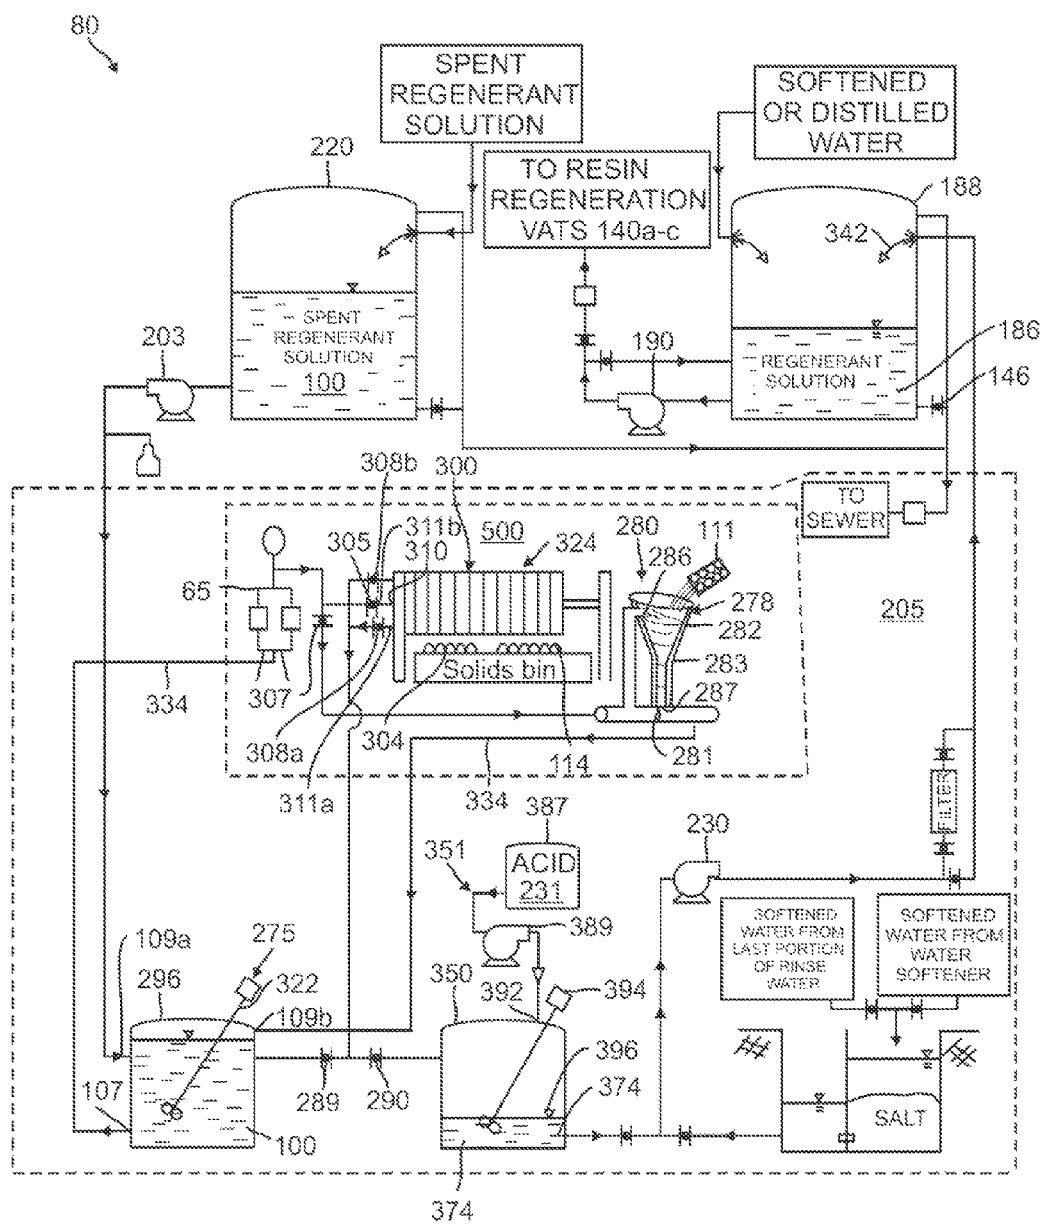 80
SPENT
REGENERANT
SOLUTION
SOFTENED
OR DISTILLED
WATER
220
TO RESIN
REGENERATION
VATS 140a-c
188
342
SPENT
REGENERANT
SOLUTION
100
203
190
REGENERANT
SOLUTION
186
146
308b
300
TO
SEWER
311b
500
280
111
305
310
324
286
65
278
205
282
Solids bin
283
334
307
287
308a
304
114
281
311a
334
FILTER
387
230
351
ACID
231
389
SOFTENED
WATER FROM
LAST PORTION
OF RINSE
WATER
SOFTENED
WATER FROM
WATER
SOFTENER
109a
275
296
322
350
392
394
109b
396
107
289
290
374
SALT
100
374